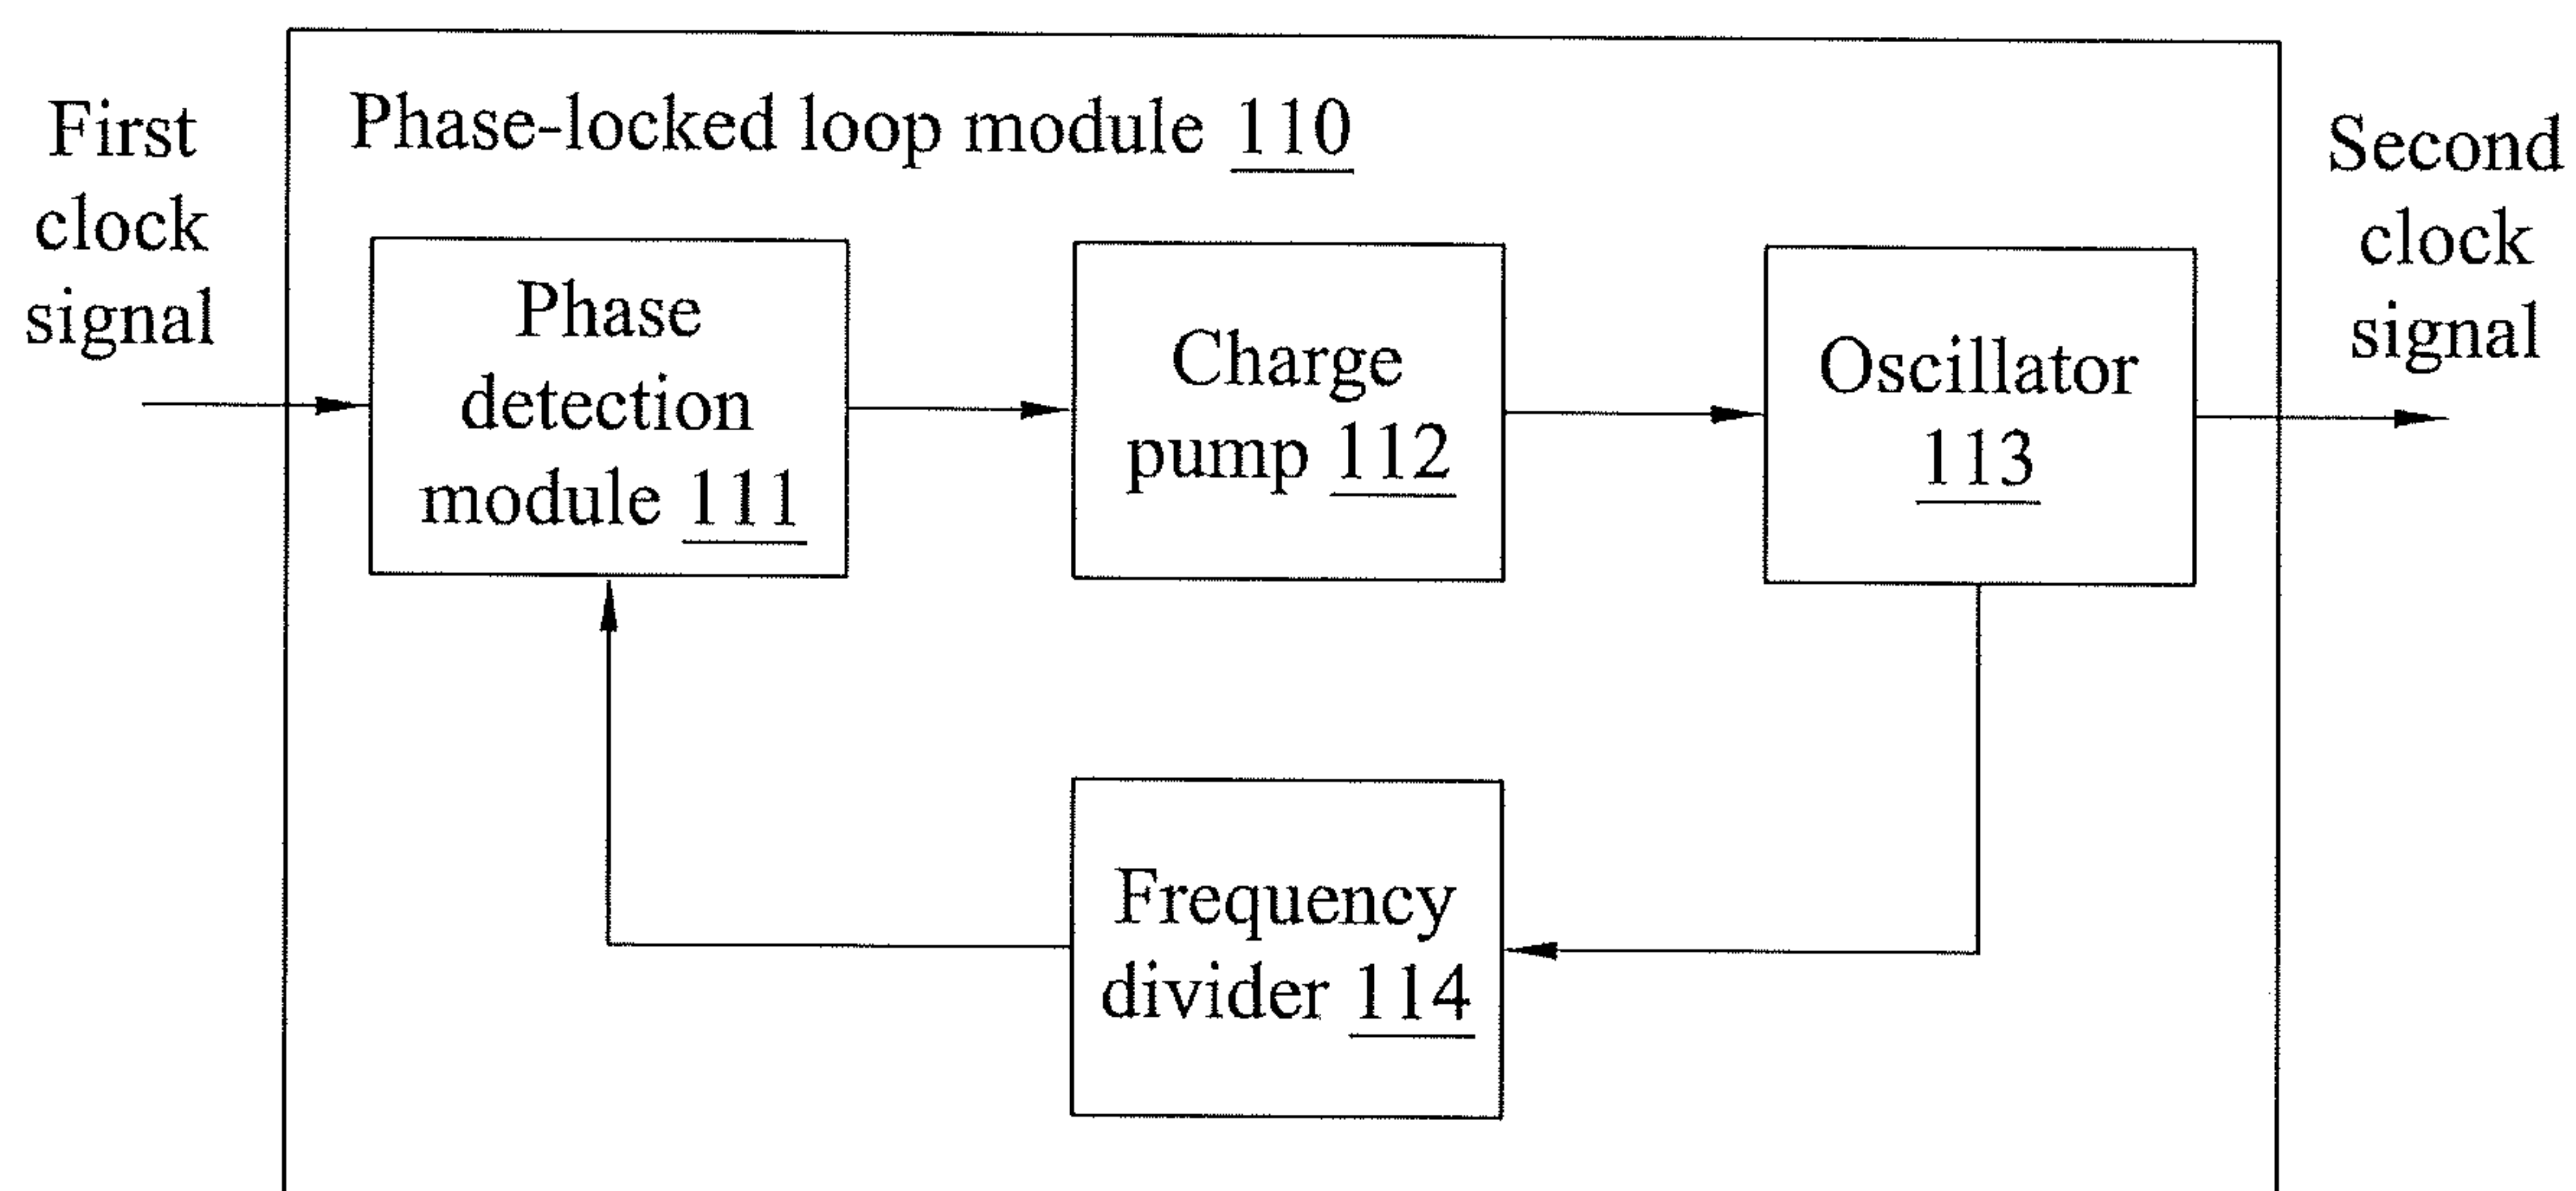 First
clock
signal
Phase-locked loop module 110
Second
clock
signal
Phase
detection
module 111
Charge
pump 112
Oscillator
113
Frequency
divider 114